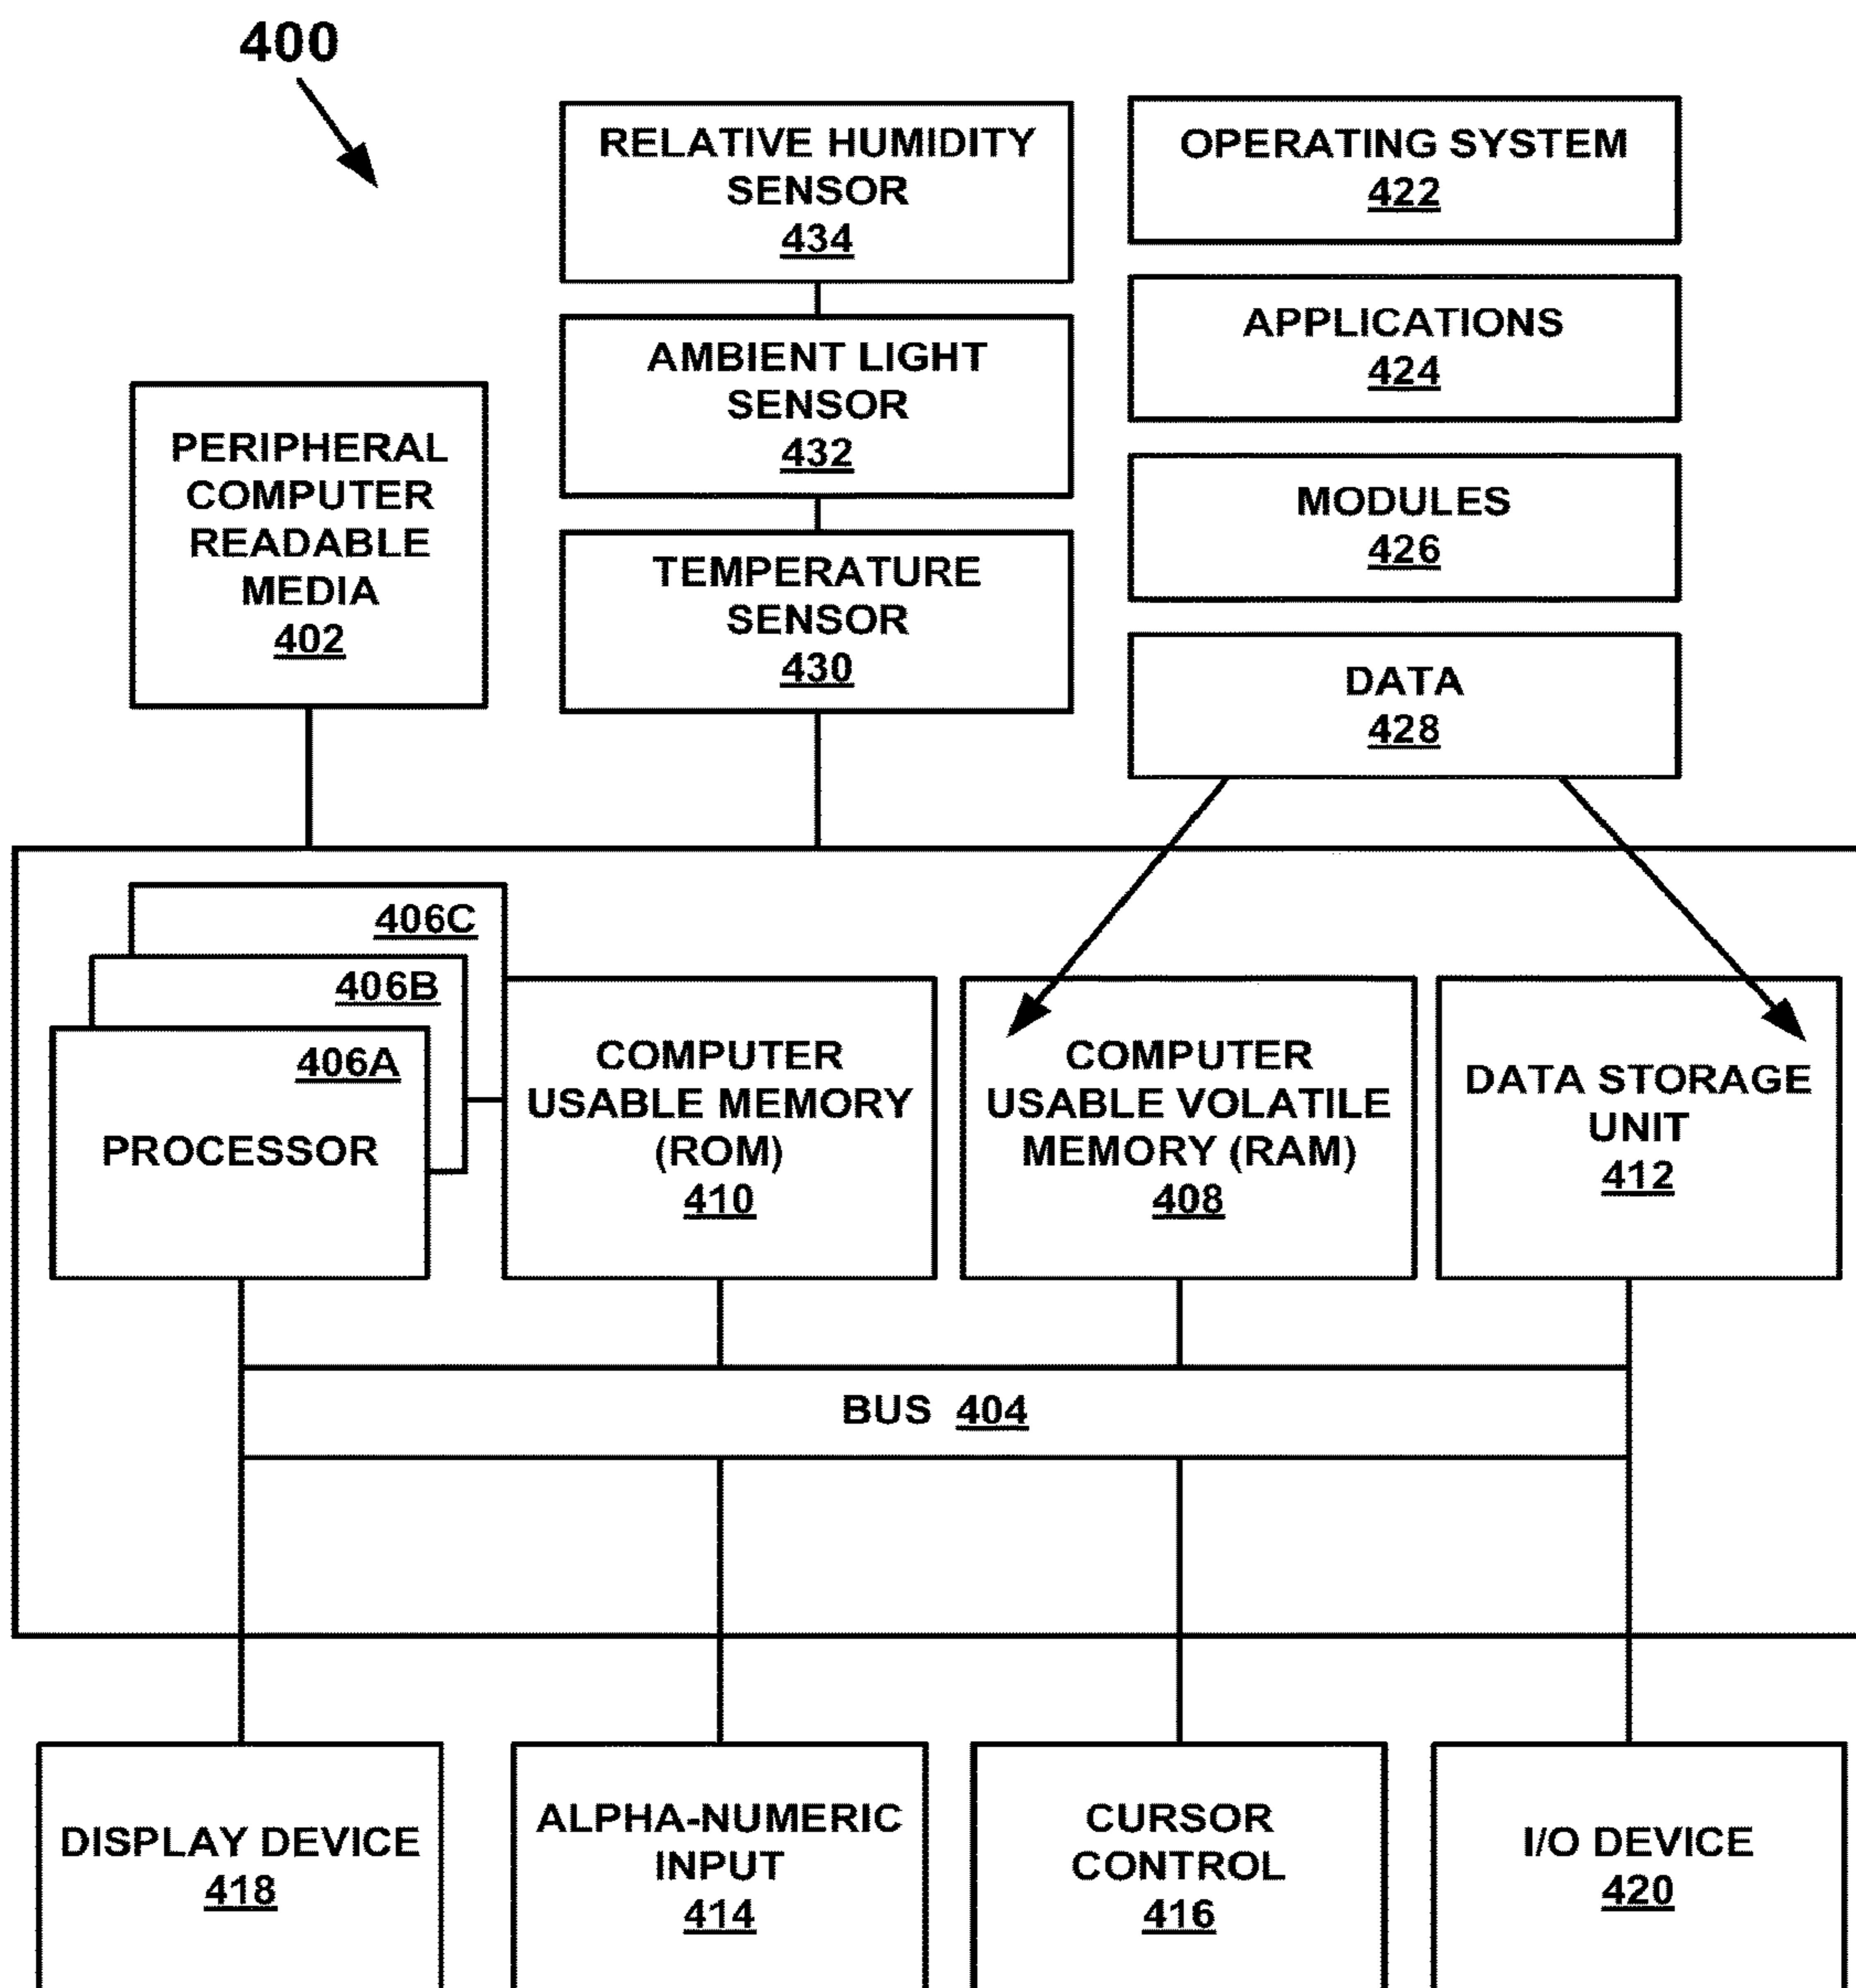 400
RELATIVE HUMIDITY
SENSOR
434
OPERATING SYSTEM
422
AMBIENT LIGHT
SENSOR
432
APPLICATIONS
424
PERIPHERAL
COMPUTER
READABLE
MEDIA
402
TEMPERATURE
SENSOR
430
MODULES
426
DATA
428
406C
406B
406A
PROCESSOR
COMPUTER
USABLE MEMORY
(ROM)
410
COMPUTER
USABLE VOLATILE
MEMORY (RAM)
408
DATA STORAGE
UNIT
412
BUS 404
DISPLAY DEVICE
418
ALPHA-NUMERIC
INPUT
414
CURSOR
CONTROL
416
I/O DEVICE
420